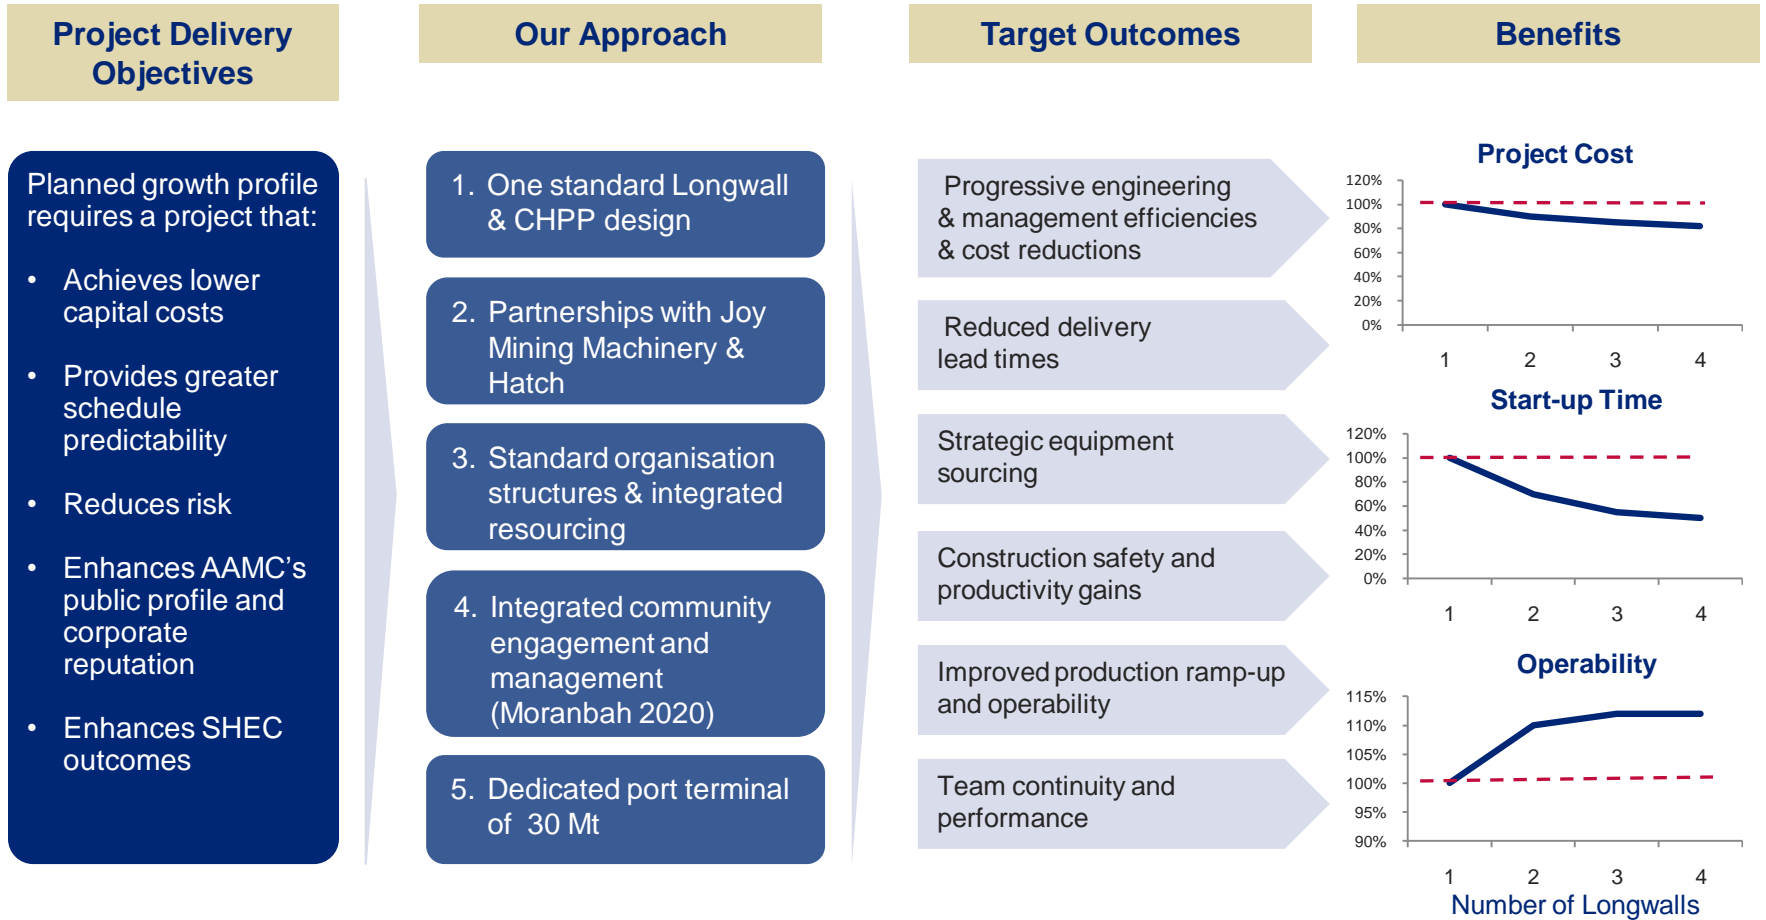 Project Delivery
Objectives
Our Approach
Target Outcomes
Benefits
Planned growth profile
requires a project that:
• Achieves lower
capital costs
• Provides greater
schedule
predictability
• Reduces risk
• Enhances AAMC's
public profile and
corporate
reputation
• Enhances SHEC
outcomes
1. One standard Longwall
& CHPP design
2. Partnerships with Joy
Mining Machinery &
Hatch
3. Standard organisation
structures & integrated
resourcing
4. Integrated community
engagement and
management
(Moranbah 2020)
5. Dedicated port terminal
of 30 Mt
Progressive engineering
& management efficiencies
& cost reductions
Reduced delivery
lead times
Strategic equipment
sourcing
Construction safety and
productivity gains
Improved production ramp-up
and operability
Team continuity and
performance
Project Cost
120%
100%
80%
60%
40%
20%
0%
1 2 3 4
Start-up Time
120%
100%
80%
60%
40%
20%
0%
1 2 3 4
Operability
115%
110%
105%
100%
95%
90%
1 2 3 4
Number of Longwalls